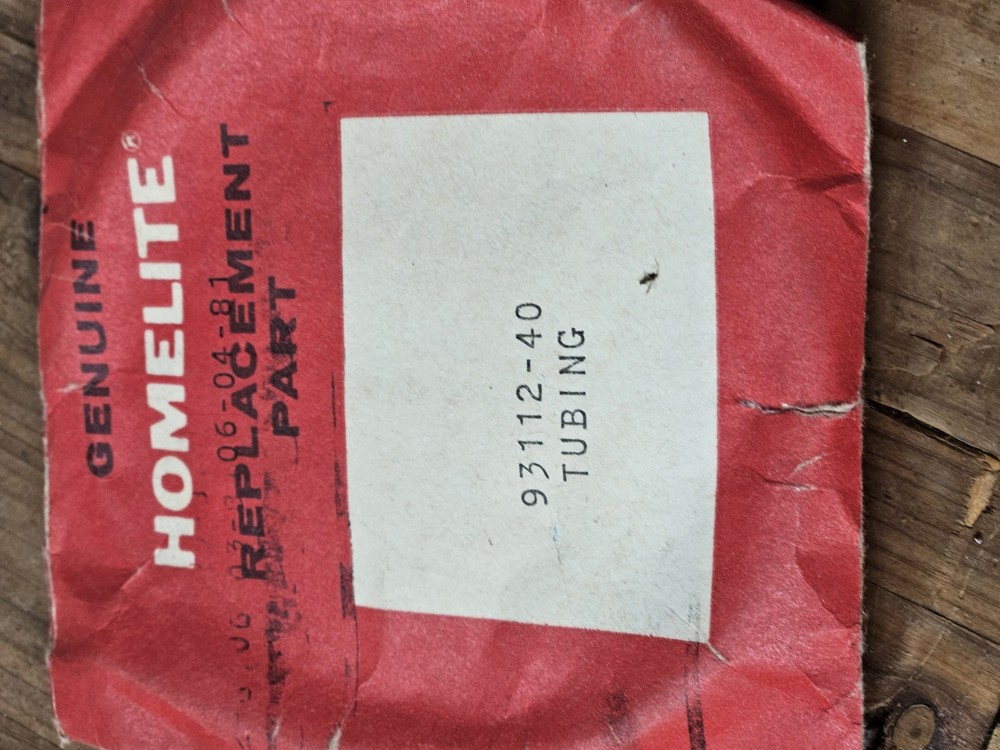 GENUINE
HOMELITE®
06-04-81
REPLACEMENT
PART
93112-40
TUBING